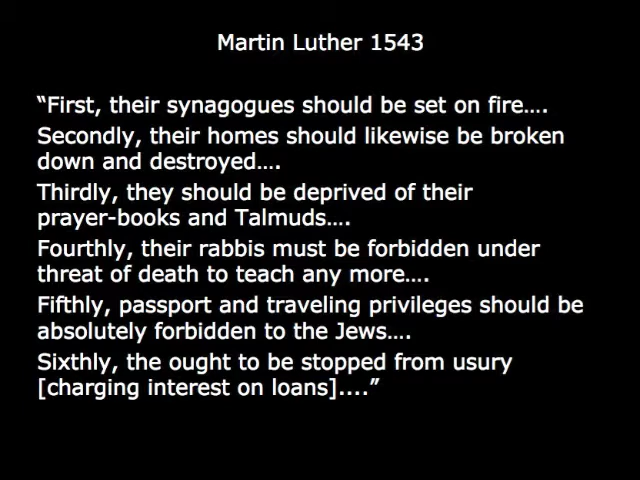 Martin Luther 1543
“First, their synagogues should be set on fire….
Secondly, their homes should likewise be broken
down and destroyed….
Thirdly, they should be deprived of their
prayer-books and Talmuds….
Fourthly, their rabbis must be forbidden under
threat of death to teach any more….
Fifthly, passport and traveling privileges should be
absolutely forbidden to the Jews….
Sixthly, the ought to be stopped from usury
[charging interest on loans]....”